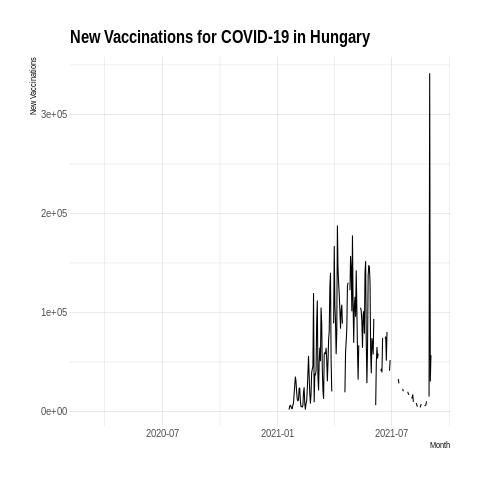 New Vaccinations for COVID-19 in Hungary
New Vaccinations
3e+05
2e+05
1e+05
0e+00
2020-07
2021-01
2021-07
Month